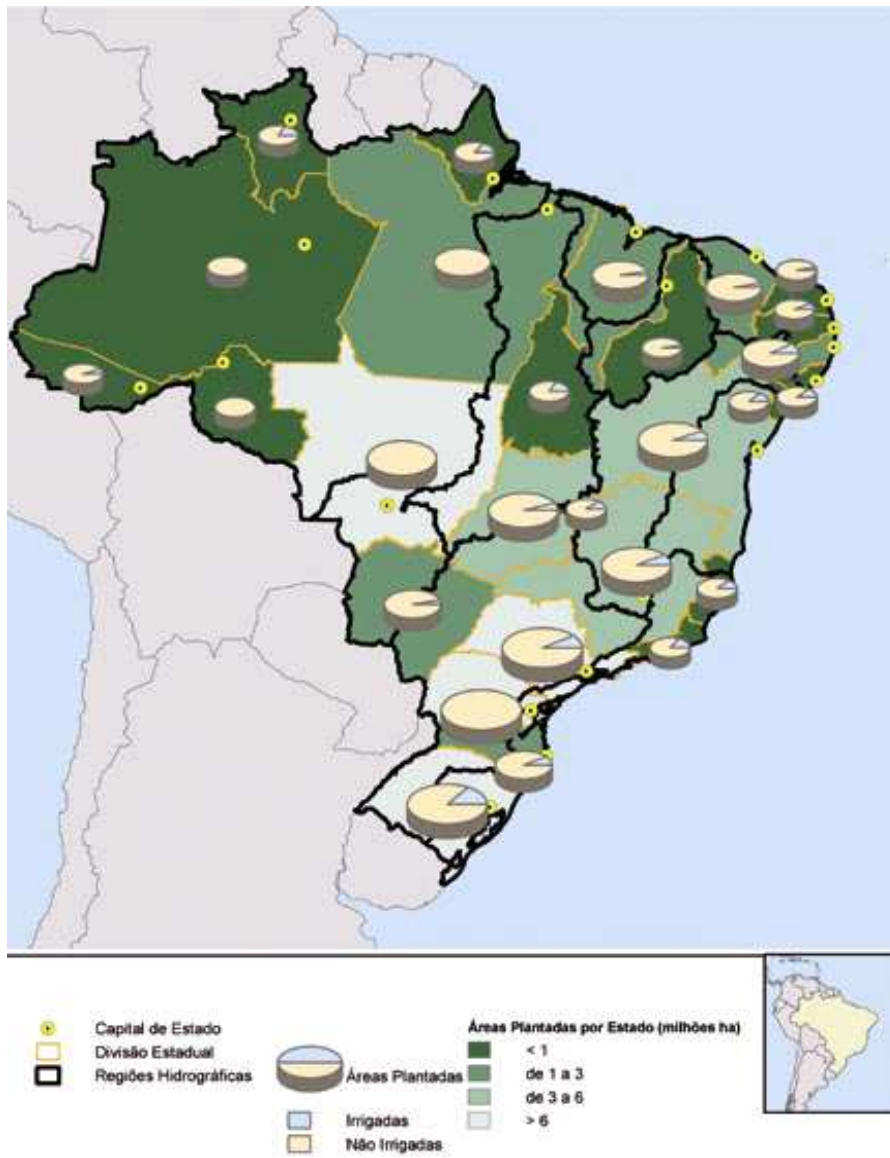 Capital de Estado
Divisão Estadual
Regiões Hidrográficas
Áreas Plantadas
Irrigadas
Não Irrigadas
Áreas Plantadas por Estado (milhões ha)
< 1
de 1 a 3
de 3 a 6
> 6